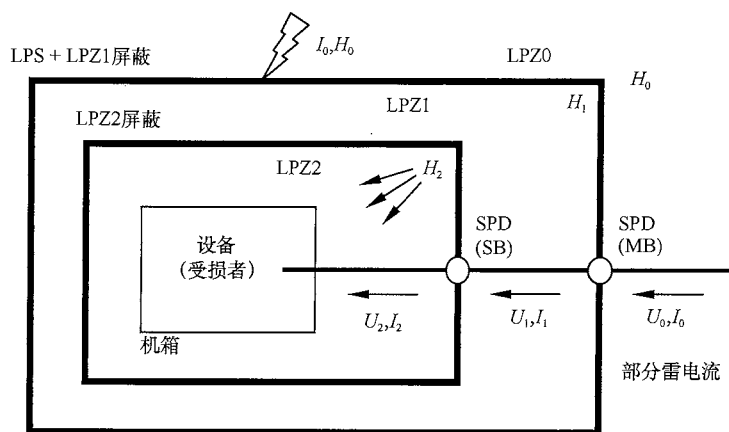 I₀,H₀
LPZ0
LPS + LPZ1屏蔽
H₀
H₁
LPZ1
LPZ2屏蔽
LPZ2
H₂
SPD
(SB)
SPD
(MB)
设备
(受损者)
U₂,I₂
U₁,I₁
U₀,I₀
机箱
部分雷电流